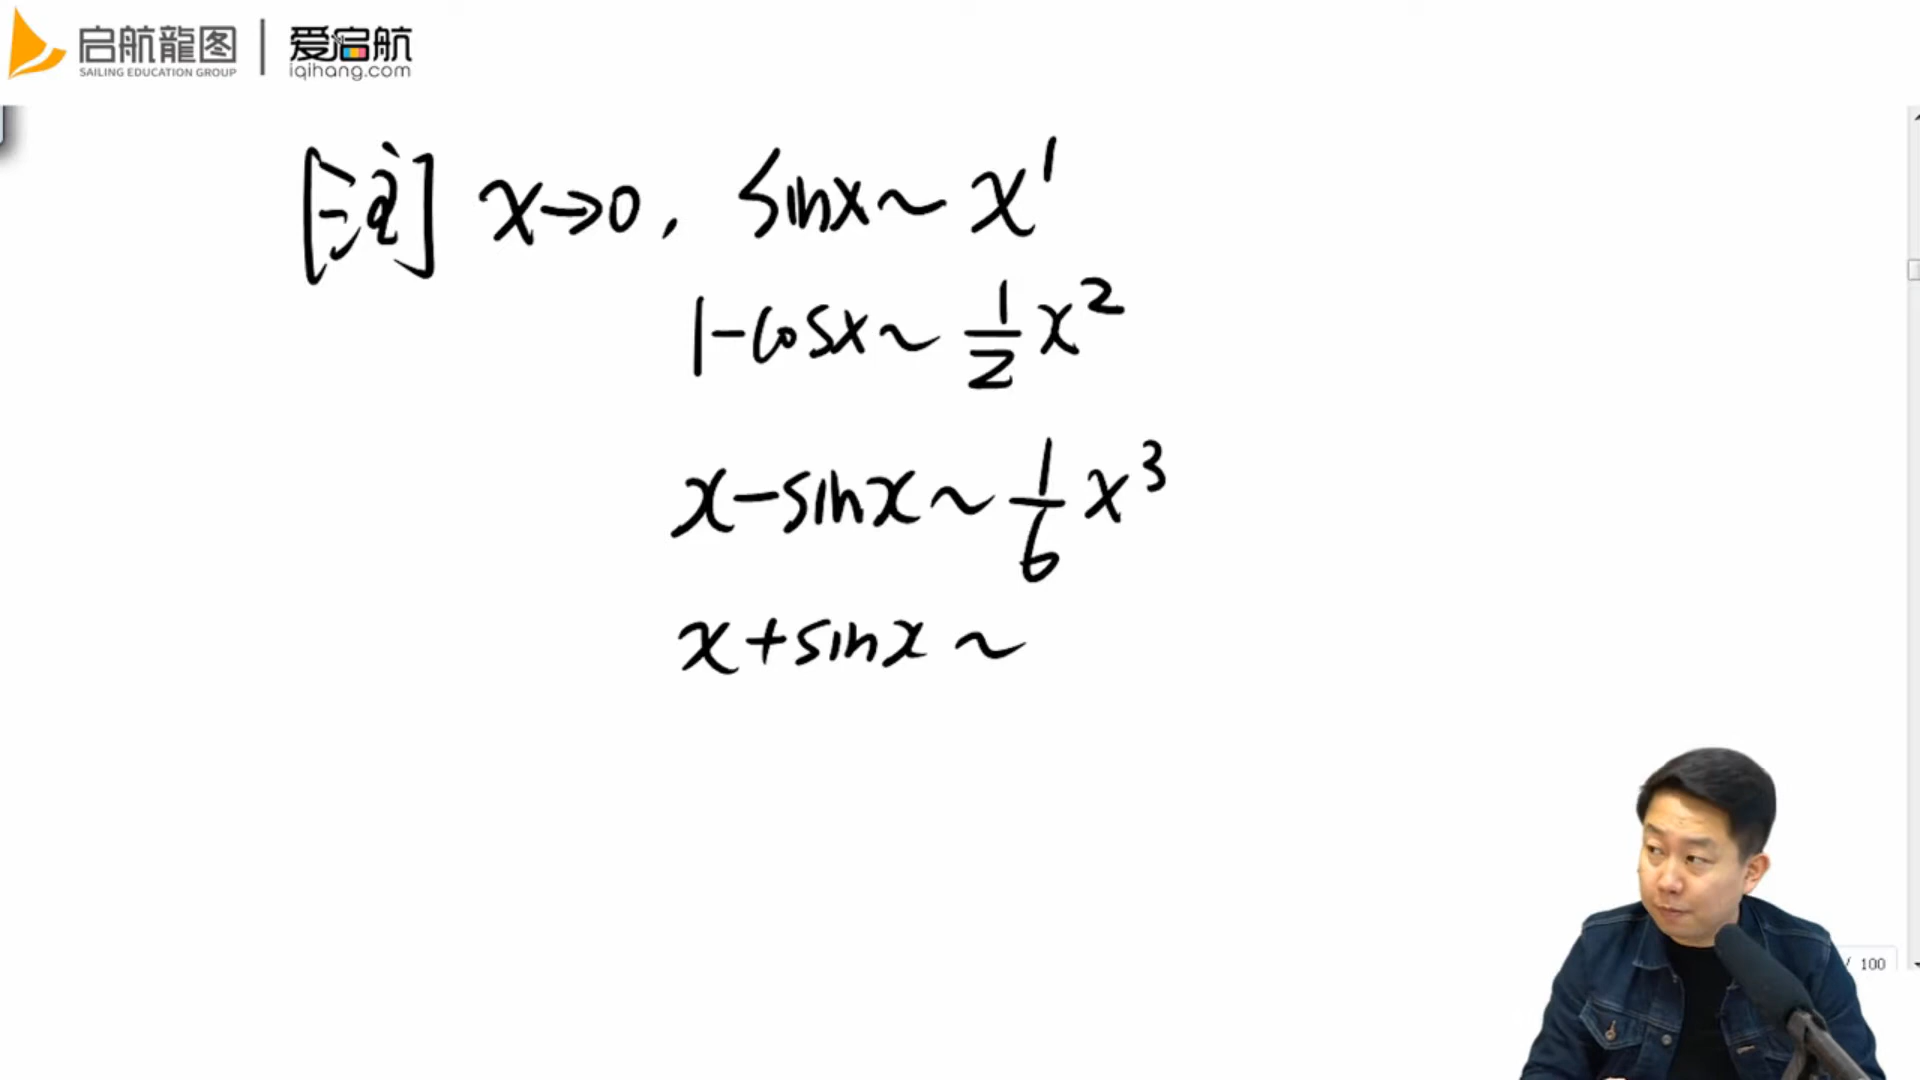 启航龍图 爱启航
SAILING EDUCATION GROUP iqihang.com
[注] x→0, sinx~x¹
1-cosx~½x²
x-sinx~⅙x³
x+sinx~
/ 100